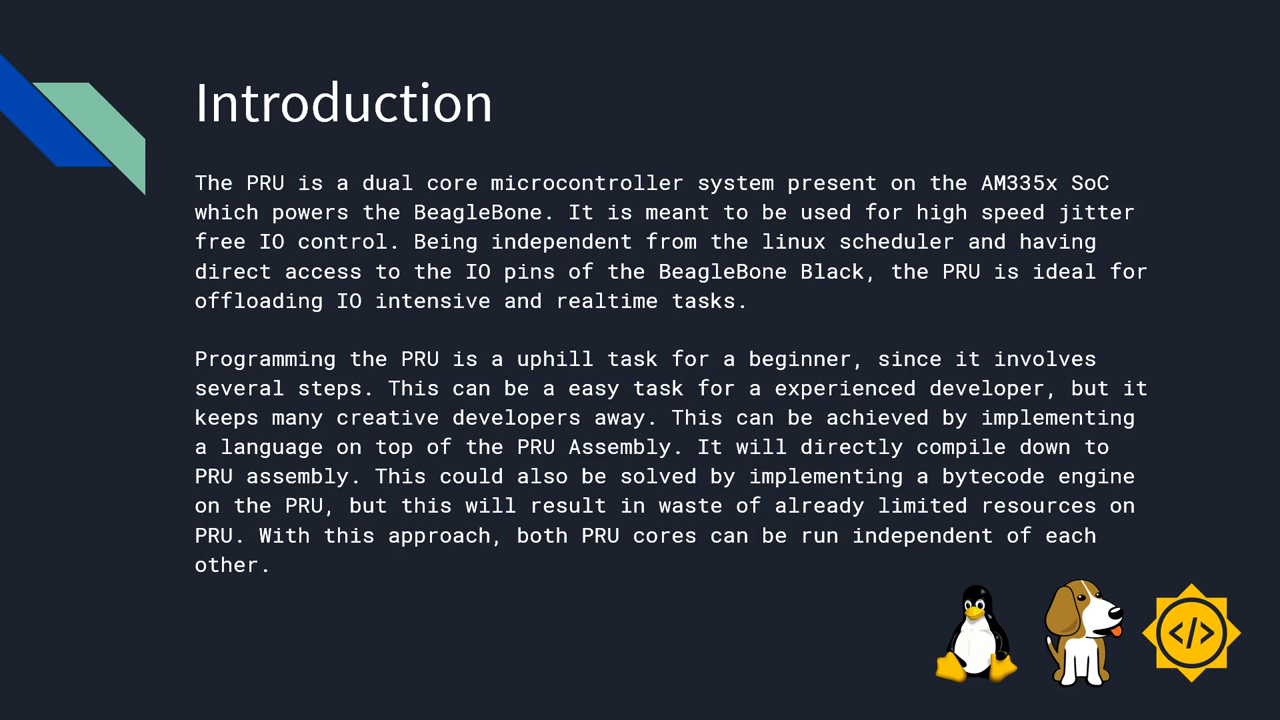 Introduction
The PRU is a dual core microcontroller system present on the AM335x SoC
which powers the BeagleBone. It is meant to be used for high speed jitter
free IO control. Being independent from the linux scheduler and having
direct access to the IO pins of the BeagleBone Black, the PRU is ideal for
offloading IO intensive and realtime tasks.
Programming the PRU is a uphill task for a beginner, since it involves
several steps. This can be a easy task for a experienced developer, but it
keeps many creative developers away. This can be achieved by implementing
a language on top of the PRU Assembly. It will directly compile down to
PRU assembly. This could also be solved by implementing a bytecode engine
on the PRU, but this will result in waste of already limited resources on
PRU. With this approach, both PRU cores can be run independent of each
other.